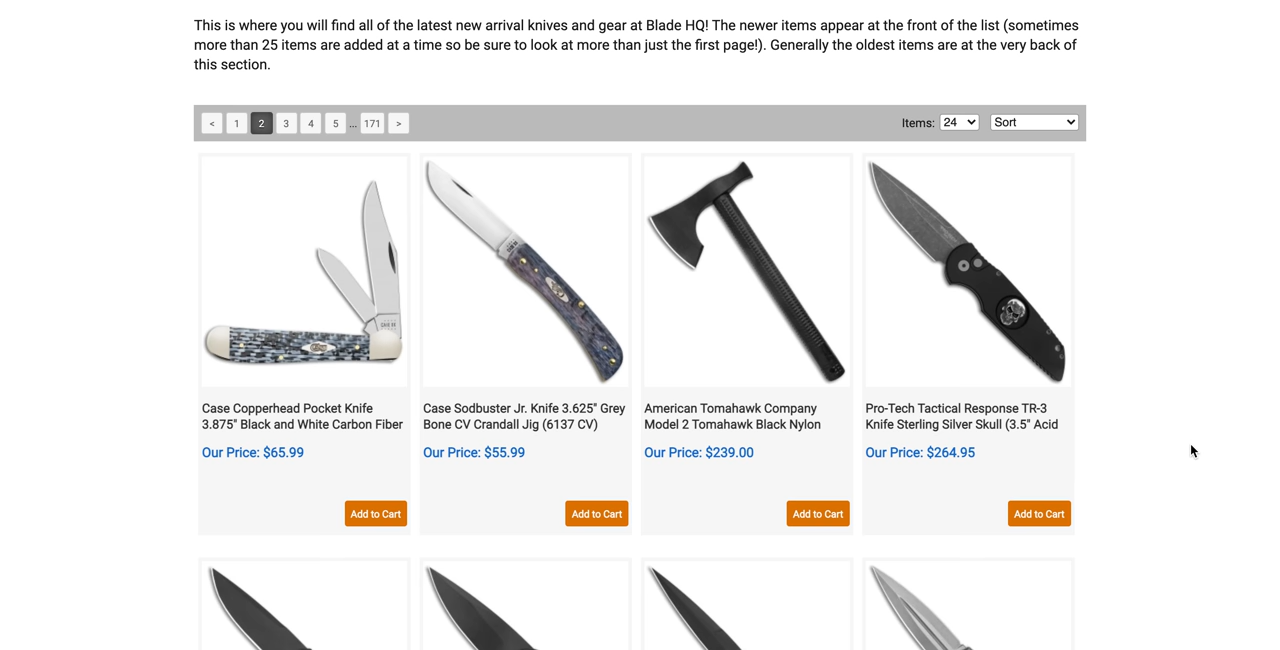 This is where you will find all of the latest new arrival knives and gear at Blade HQ! The newer items appear at the front of the list (sometimes
more than 25 items are added at a time so be sure to look at more than just the first page!). Generally the oldest items are at the very back of
this section.
< 1 2 3 4 5 ... 171 > Items: 24 Sort
Case Copperhead Pocket Knife
3.875" Black and White Carbon Fiber
Our Price: $65.99
Add to Cart
Case Sodbuster Jr. Knife 3.625" Grey
Bone CV Crandall Jig (6137 CV)
Our Price: $55.99
Add to Cart
American Tomahawk Company
Model 2 Tomahawk Black Nylon
Our Price: $239.00
Add to Cart
Pro-Tech Tactical Response TR-3
Knife Sterling Silver Skull (3.5" Acid
Our Price: $264.95
Add to Cart